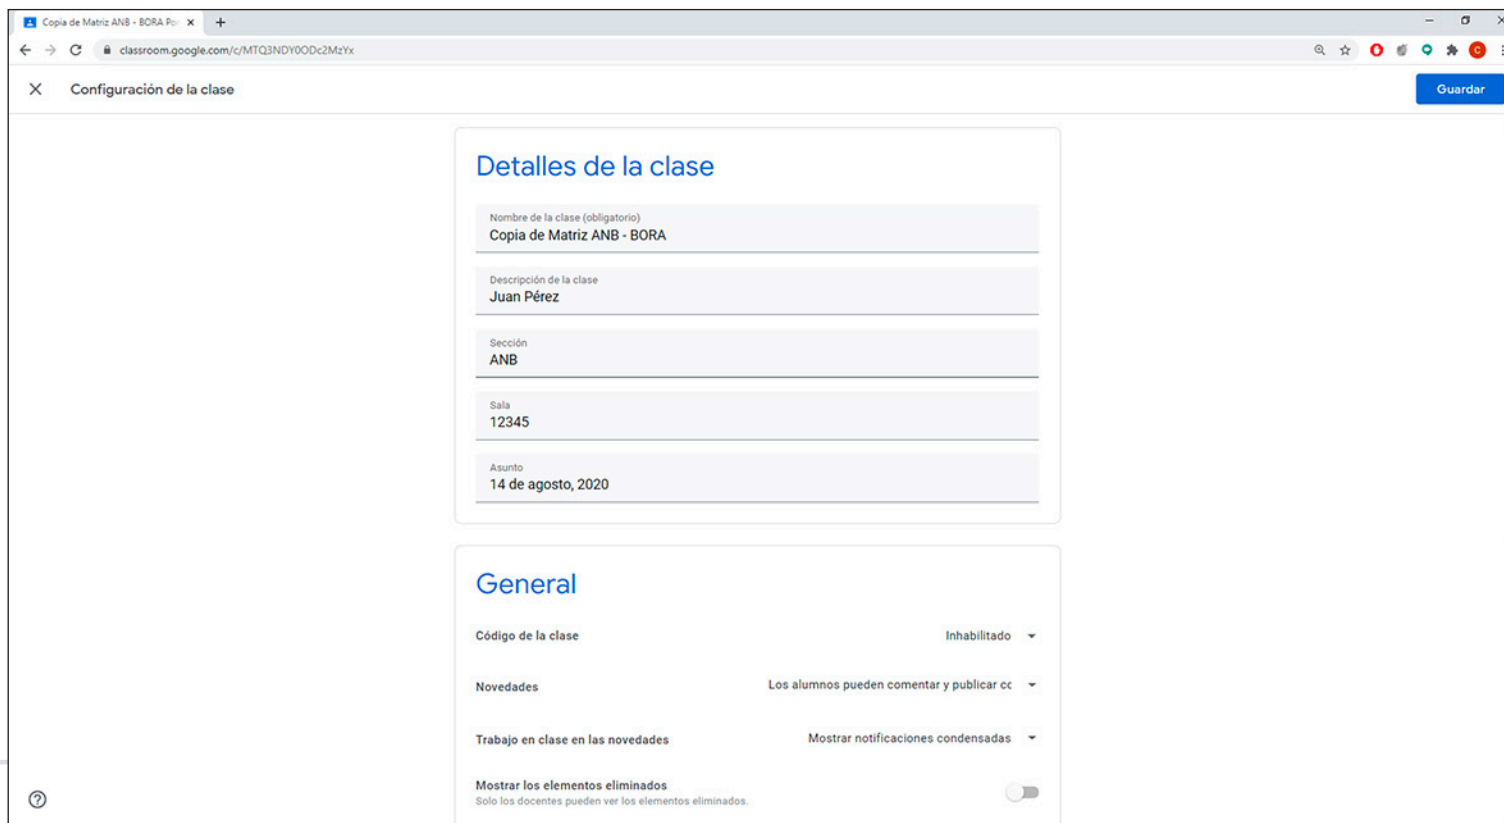 Copia de Matriz ANB - BORA Po
classroom.google.com/c/MTQ3NDY0ODc2MzYx
C
Configuración de la clase
Guardar
Detalles de la clase
Nombre de la clase (obligatorio)
Copia de Matriz ANB - BORA
Descripción de la clase
Juan Pérez
Sección
ANB
Sala
12345
Asunto
14 de agosto, 2020
General
Código de la clase Inhabilitado
Novedades Los alumnos pueden comentar y publicar cc
Trabajo en clase en las novedades Mostrar notificaciones condensadas
Mostrar los elementos eliminados
Solo los docentes pueden ver los elementos eliminados.